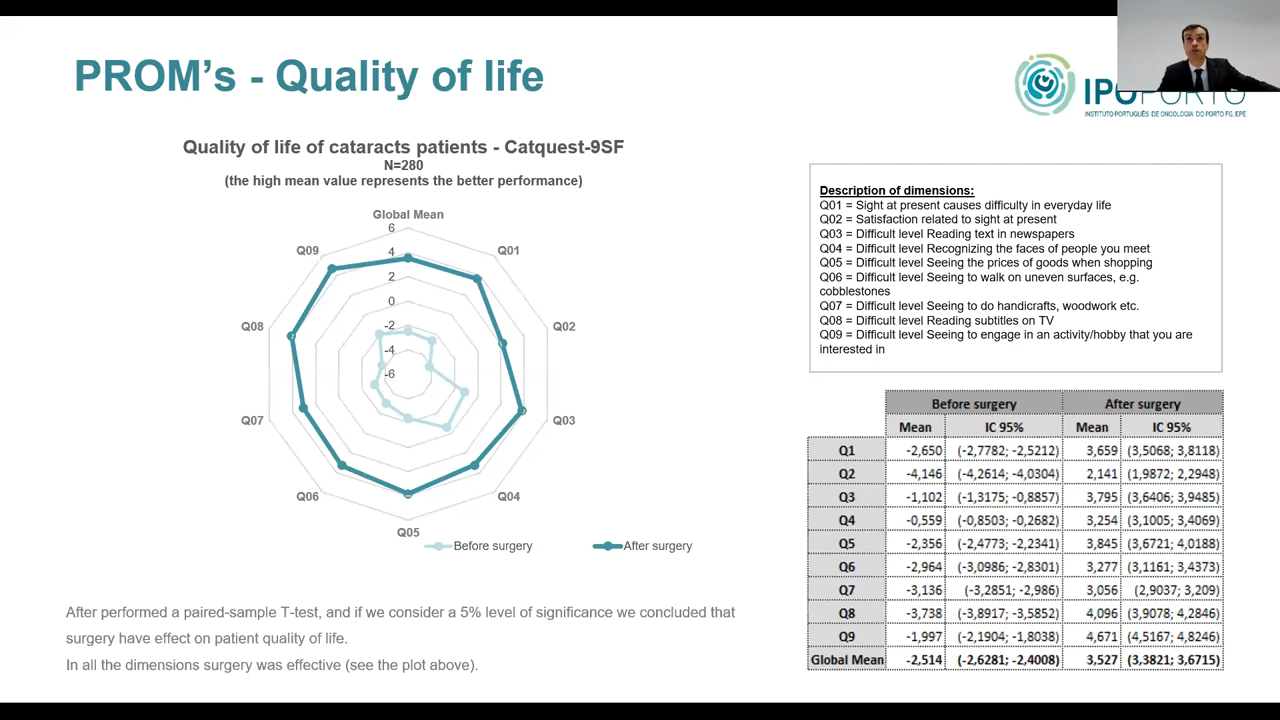 PROM's - Quality of life
INSTITUTO PORTUGUÊS DE ONCOLOGIA DO PORTO FG, EPE
Quality of life of cataracts patients - Catquest-9SF
N=280
(the high mean value represents the better performance)
Global Mean
6
4
2
0
-2
-4
-6
Q01
Q02
Q03
Q04
Q05
Q06
Q07
Q08
Q09
Before surgery
After surgery
Description of dimensions:
Q01 = Sight at present causes difficulty in everyday life
Q02 = Satisfaction related to sight at present
Q03 = Difficult level Reading text in newspapers
Q04 = Difficult level Recognizing the faces of people you meet
Q05 = Difficult level Seeing the prices of goods when shopping
Q06 = Difficult level Seeing to walk on uneven surfaces, e.g.
cobblestones
Q07 = Difficult level Seeing to do handicrafts, woodwork etc.
Q08 = Difficult level Reading subtitles on TV
Q09 = Difficult level Seeing to engage in an activity/hobby that you are
interested in
Before surgery After surgery
Mean IC 95% Mean IC 95%
Q1 -2,650 (-2,7782; -2,5212) 3,659 (3,5068; 3,8118)
Q2 -4,146 (-4,2614; -4,0304) 2,141 (1,9872; 2,2948)
Q3 -1,102 (-1,3175; -0,8857) 3,795 (3,6406; 3,9485)
Q4 -0,559 (-0,8503; -0,2682) 3,254 (3,1005; 3,4069)
Q5 -2,356 (-2,4773; -2,2341) 3,845 (3,6721; 4,0188)
Q6 -2,964 (-3,0986; -2,8301) 3,277 (3,1161; 3,4373)
Q7 -3,136 (-3,2851; -2,986) 3,056 (2,9037; 3,209)
Q8 -3,738 (-3,8917; -3,5852) 4,096 (3,9078; 4,2846)
Q9 -1,997 (-2,1904; -1,8038) 4,671 (4,5167; 4,8246)
Global Mean -2,514 (-2,6281; -2,4008) 3,527 (3,3821; 3,6715)
After performed a paired-sample T-test, and if we consider a 5% level of significance we concluded that
surgery have effect on patient quality of life.
In all the dimensions surgery was effective (see the plot above).